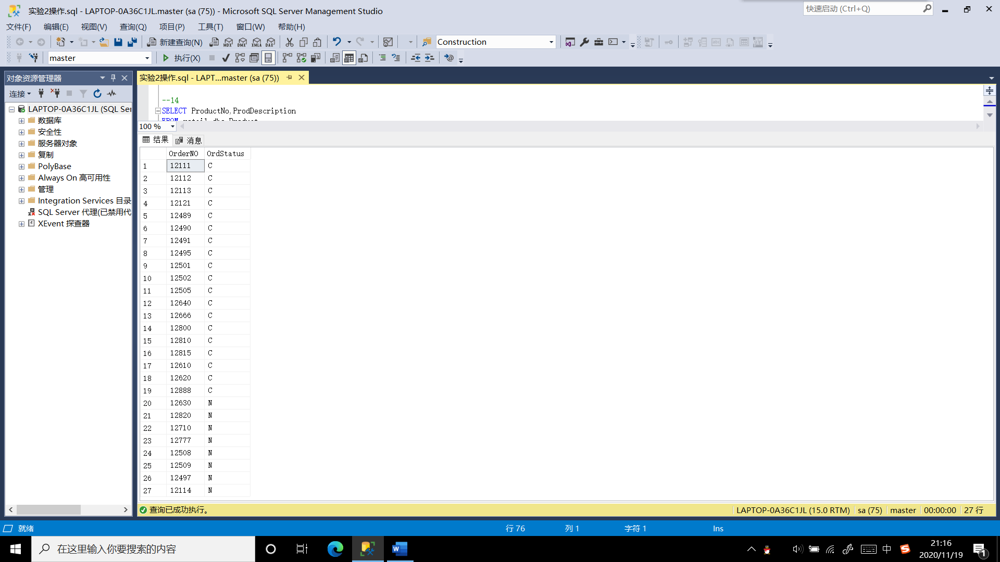 实验2操作.sql - LAPTOP-0A36C1JL.master (sa (75)) - Microsoft SQL Server Management Studio
快速启动 (Ctrl+Q)
文件(F) 编辑(E) 视图(V) 查询(Q) 项目(P) 工具(T) 窗口(W) 帮助(H)
新建查询(N) MDX DMX XMLA DAX Construction
master 执行(X)
对象资源管理器
连接
LAPTOP-0A36C1JL (SQL Ser
数据库
安全性
服务器对象
复制
PolyBase
Always On 高可用性
管理
Integration Services 目录
SQL Server 代理(已禁用代
XEvent 探查器
实验2操作.sql - LAPT...master (sa (75))
--14
SELECT ProductNo,ProdDescription
100 %
结果 消息
OrderNO OrdStatus
1 12111 C
2 12112 C
3 12113 C
4 12121 C
5 12489 C
6 12490 C
7 12491 C
8 12495 C
9 12501 C
10 12502 C
11 12505 C
12 12640 C
13 12666 C
14 12800 C
15 12810 C
16 12815 C
17 12610 C
18 12620 C
19 12888 C
20 12630 N
21 12820 N
22 12710 N
23 12777 N
24 12508 N
25 12509 N
26 12497 N
27 12114 N
查询已成功执行。 LAPTOP-0A36C1JL (15.0 RTM) sa (75) master 00:00:00 27 行
就绪 行 76 列 1 字符 1 Ins
在这里输入你要搜索的内容
中
21:16
2020/11/19
1